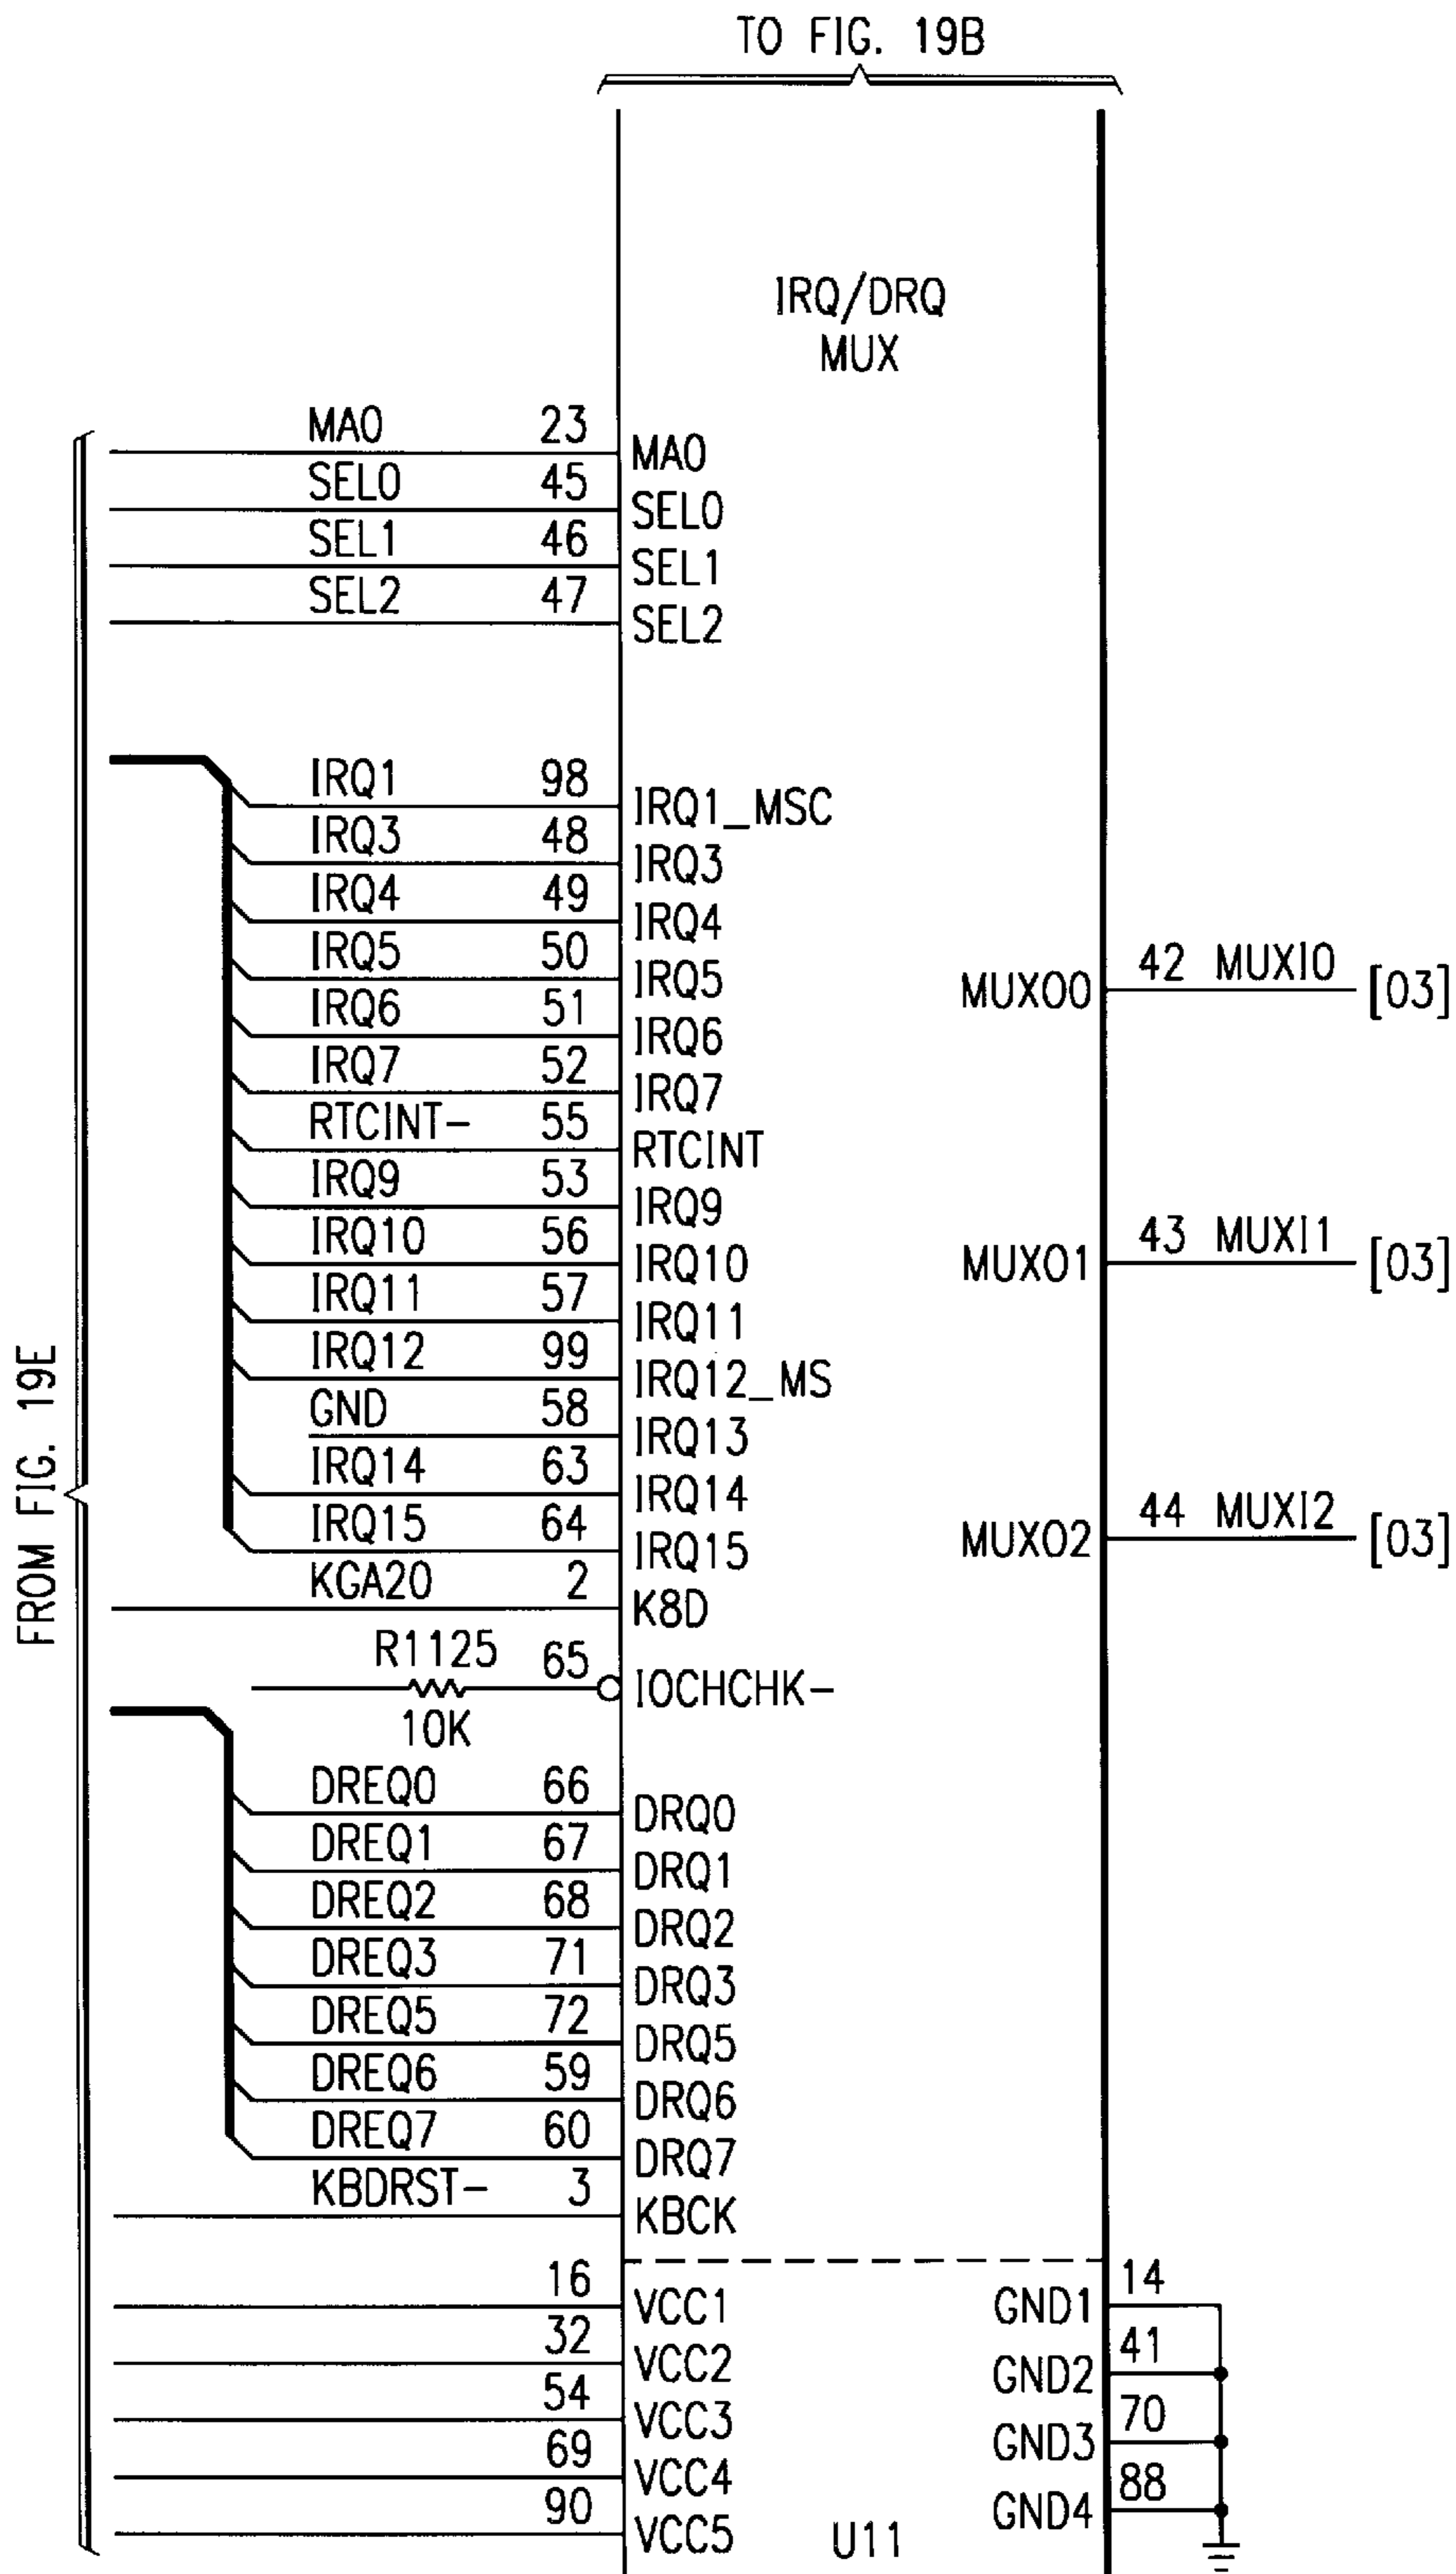 TO FIG. 19B
IRQ/DRQ
MUX
MA0 23 MA0
SEL0 45 SEL0
SEL1 46 SEL1
SEL2 47 SEL2
IRQ1 98 IRQ1_MSC
IRQ3 48 IRQ3
IRQ4 49 IRQ4
IRQ5 50 IRQ5
MUXO0 42 MUXI0 [03]
IRQ6 51 IRQ6
IRQ7 52 IRQ7
RTCINT- 55 RTCINT
IRQ9 53 IRQ9
IRQ10 56 IRQ10
MUXO1 43 MUXI1 [03]
IRQ11 57 IRQ11
IRQ12 99 IRQ12_MS
GND 58 IRQ13
IRQ14 63 IRQ14
IRQ15 64 IRQ15
MUXO2 44 MUXI2 [03]
FROM FIG. 19E
KGA20 2 K8D
R1125 65 IOCHCHK-
10K
DREQ0 66 DRQ0
DREQ1 67 DRQ1
DREQ2 68 DRQ2
DREQ3 71 DRQ3
DREQ5 72 DRQ5
DREQ6 59 DRQ6
DREQ7 60 DRQ7
KBDRST- 3 KBCK
16 VCC1 GND1 14
32 VCC2 GND2 41
54 VCC3 GND3 70
69 VCC4 GND4 88
90 VCC5 U11